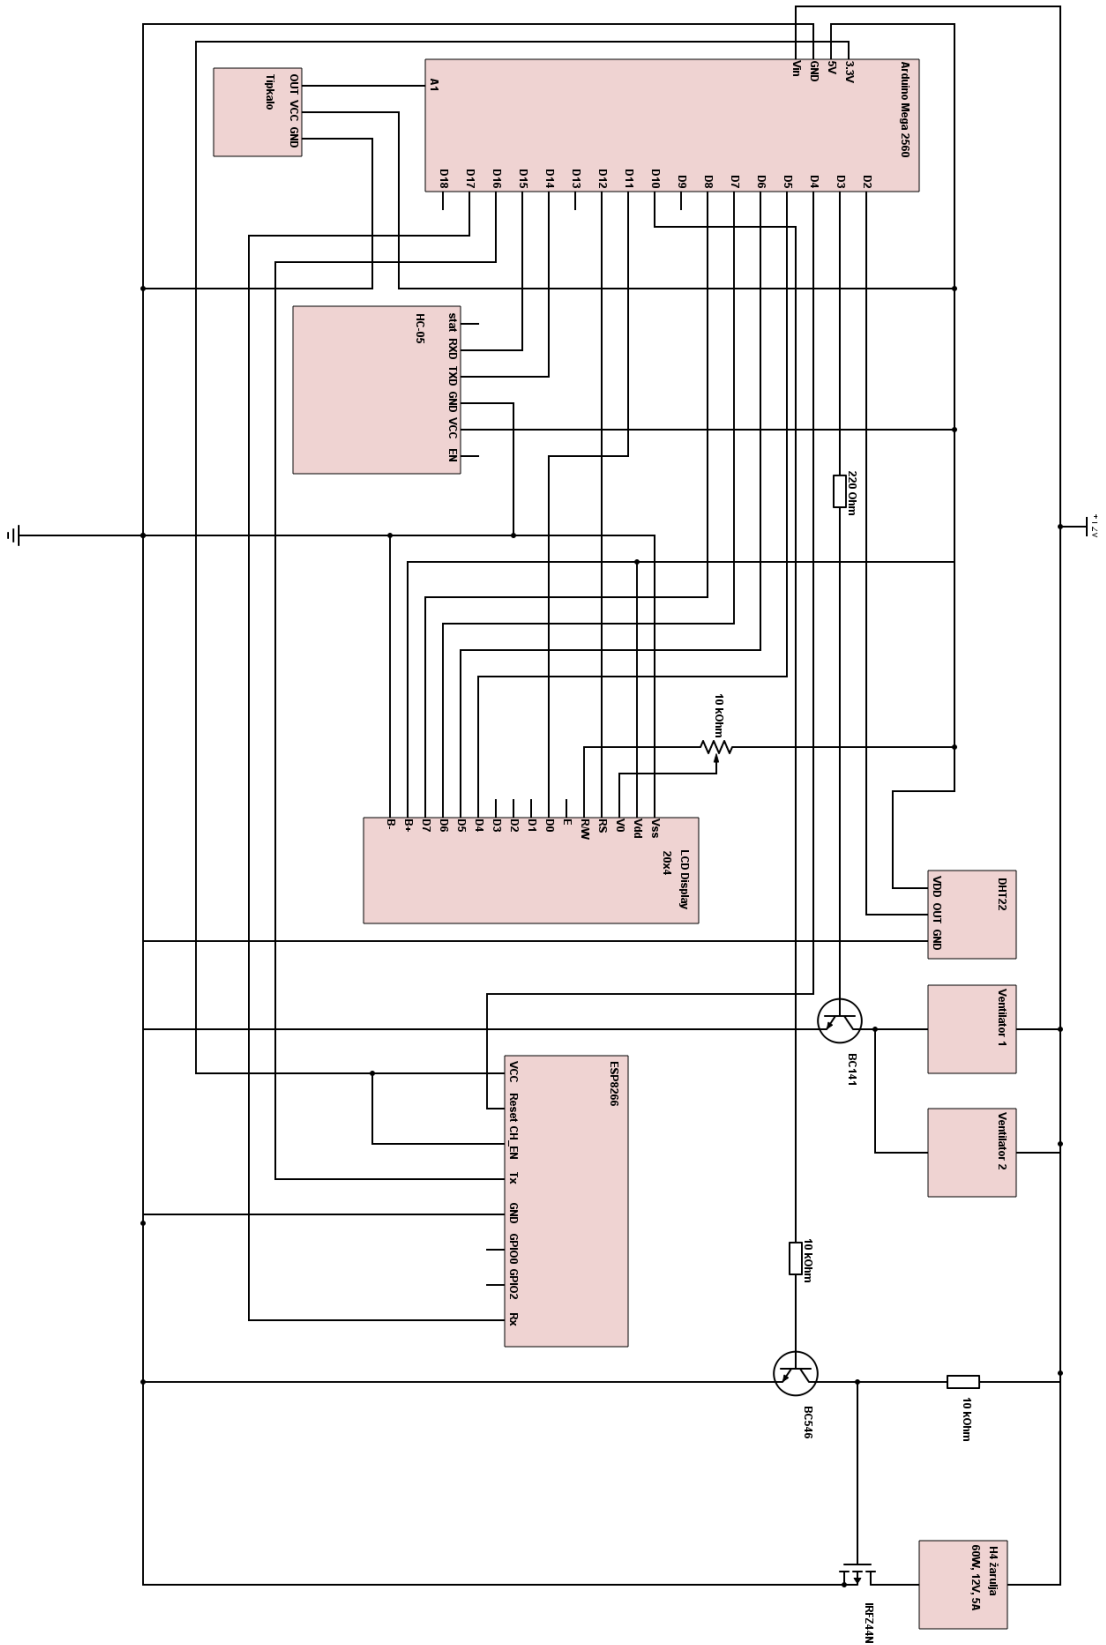 +12V
Arduino Mega 2560
3.3V
5V
GND
Vin
A1
D2
D3
D4
D5
D6
D7
D8
D9
D10
D11
D12
D13
D14
D15
D16
D17
D18
Tipkalo
OUT VCC GND
HC-05
stat RXD TXD GND VCC EN
220 Ohm
10 kOhm
LCD Display
20x4
Vss
Vdd
V0
R/W
RS
E
D0
D1
D2
D3
D4
D5
D6
D7
B+
B-
DHT22
VDD OUT GND
Ventilator 1
Ventilator 2
BC141
ESP8266
VCC Reset CH_EN Tx GND GPIO0 GPIO2 Rx
10 kOhm
BC546
10 kOhm
H4 žarulja
60W, 12V, 5A
IRFZ44N